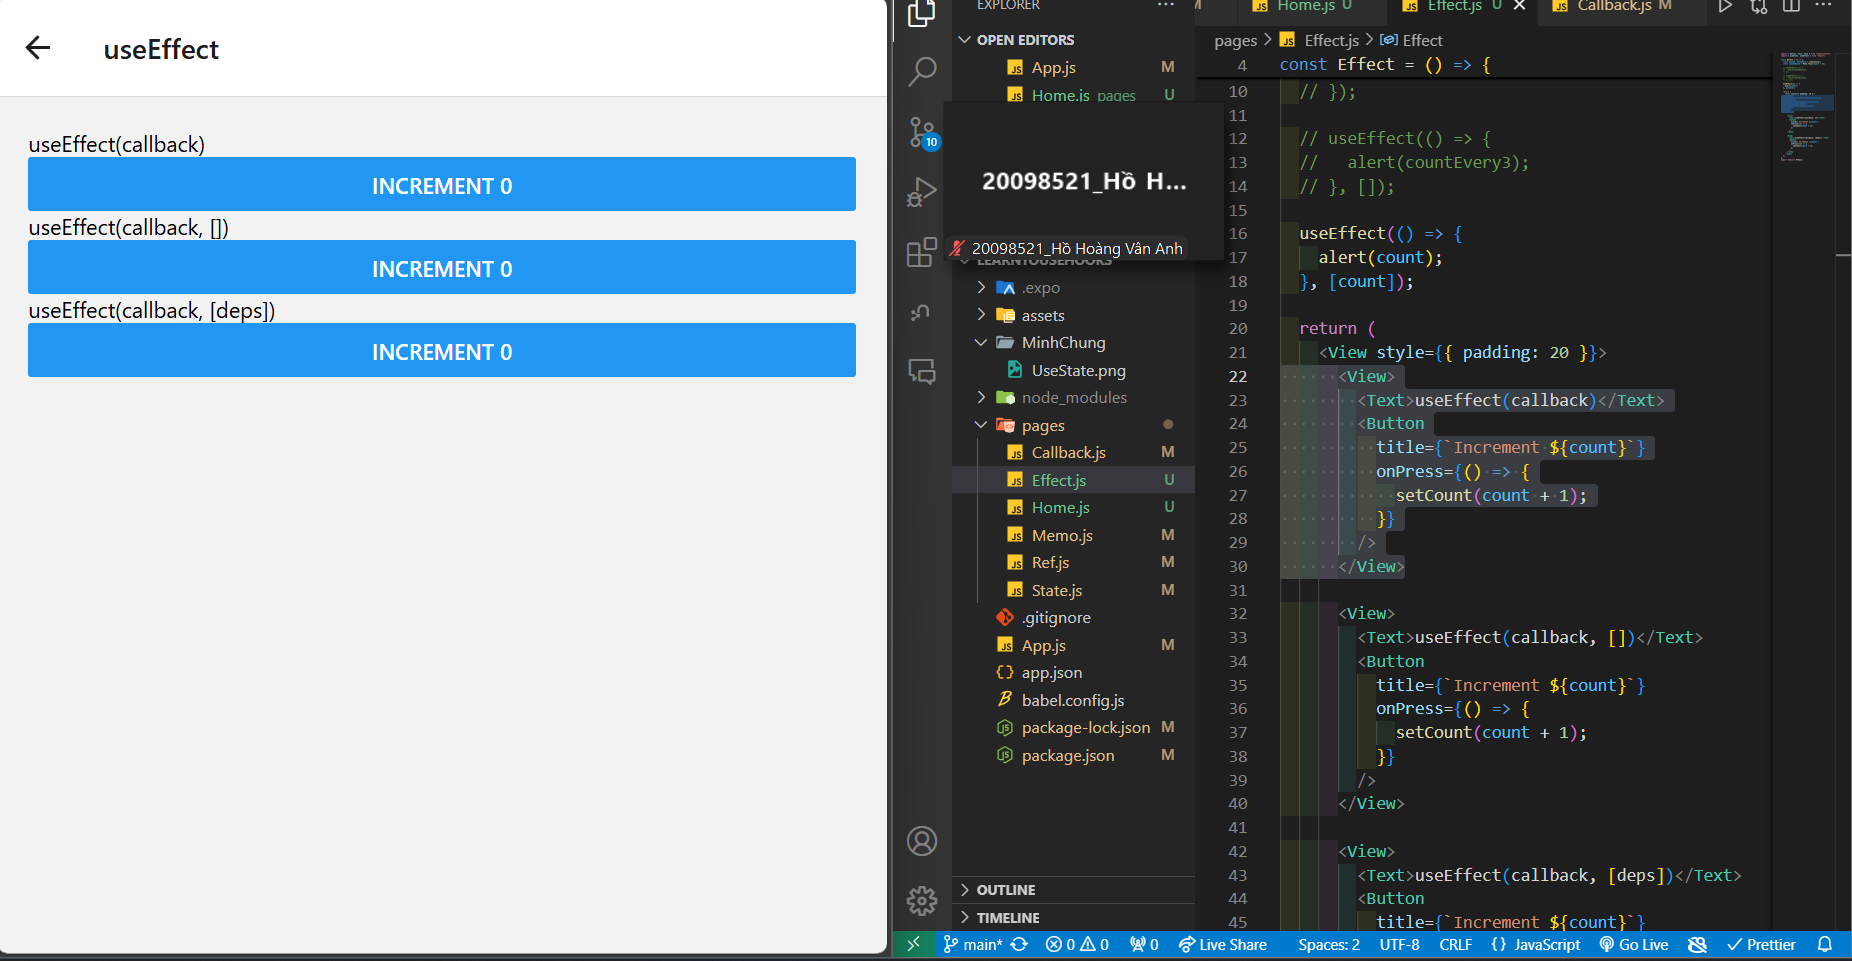 useEffect
useEffect(callback)
INCREMENT 0
useEffect(callback, [])
INCREMENT 0
useEffect(callback, [deps])
INCREMENT 0
EXPLORER
OPEN EDITORS
App.js M
Home.js pages U
10
20098521_Hồ H...
20098521_Hồ Hoàng Vân Anh
LEARNTOUSEHOOKS
.expo
assets
MinhChung
UseState.png
node_modules
pages
Callback.js M
Effect.js U
Home.js U
Memo.js M
Ref.js M
State.js M
.gitignore
App.js M
app.json
babel.config.js
package-lock.json M
package.json M
OUTLINE
TIMELINE
M Home.js U Effect.js U Callback.js M
pages > Effect.js > Effect
4 const Effect = () => {
10 // });
11
12 // useEffect(() => {
13 //   alert(countEvery3);
14 // }, []);
15
16 useEffect(() => {
17 alert(count);
18 }, [count]);
19
20 return (
21 <View style={{ padding: 20 }}>
22 <View>
23 <Text>useEffect(callback)</Text>
24 <Button
25 title={`Increment ${count}`}
26 onPress={() => {
27 setCount(count + 1);
28 }}
29 />
30 </View>
31
32 <View>
33 <Text>useEffect(callback, [])</Text>
34 <Button
35 title={`Increment ${count}`}
36 onPress={() => {
37 setCount(count + 1);
38 }}
39 />
40 </View>
41
42 <View>
43 <Text>useEffect(callback, [deps])</Text>
44 <Button
45 title={`Increment ${count}`}
main* 0 0 0 Live Share Spaces: 2 UTF-8 CRLF {} JavaScript Go Live Prettier